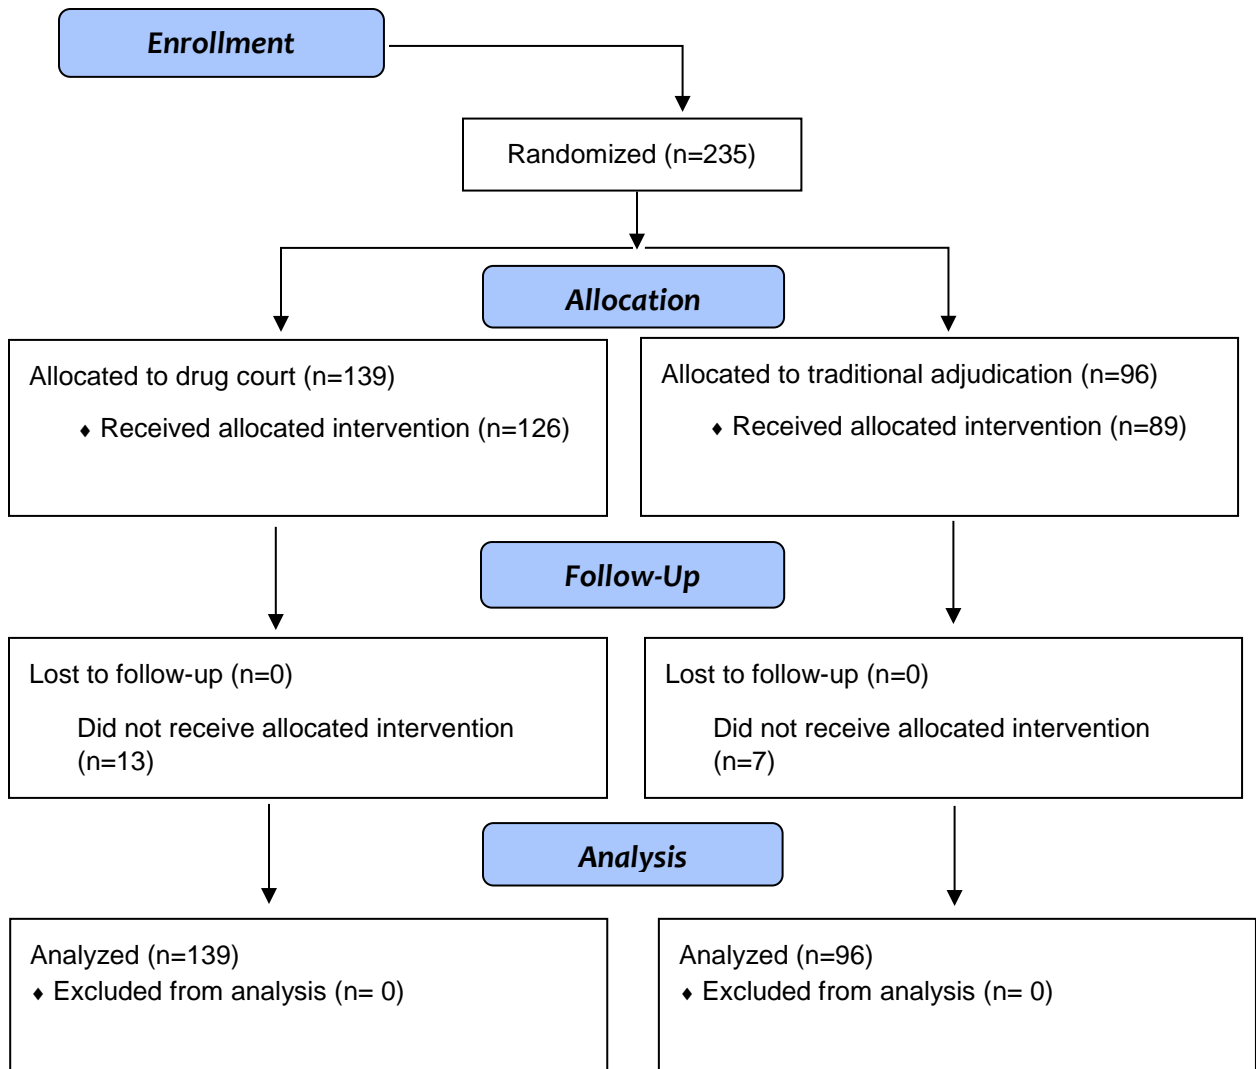 Enrollment
Randomized (n=235)
Allocation
Allocated to drug court (n=139)
♦ Received allocated intervention (n=126)
Allocated to traditional adjudication (n=96)
♦ Received allocated intervention (n=89)
Follow-Up
Lost to follow-up (n=0)
Did not receive allocated intervention
(n=13)
Lost to follow-up (n=0)
Did not receive allocated intervention
(n=7)
Analysis
Analyzed (n=139)
♦ Excluded from analysis (n= 0)
Analyzed (n=96)
♦ Excluded from analysis (n= 0)